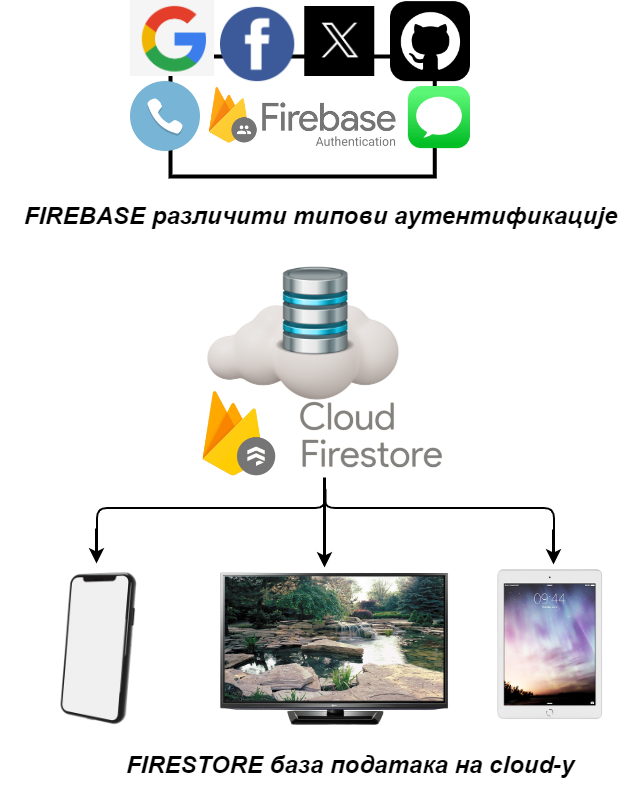 Firebase
Authentication
FIREBASE различити типови аутентификације
Cloud
Firestore
09:44
FIRESTORE база података на cloud-у